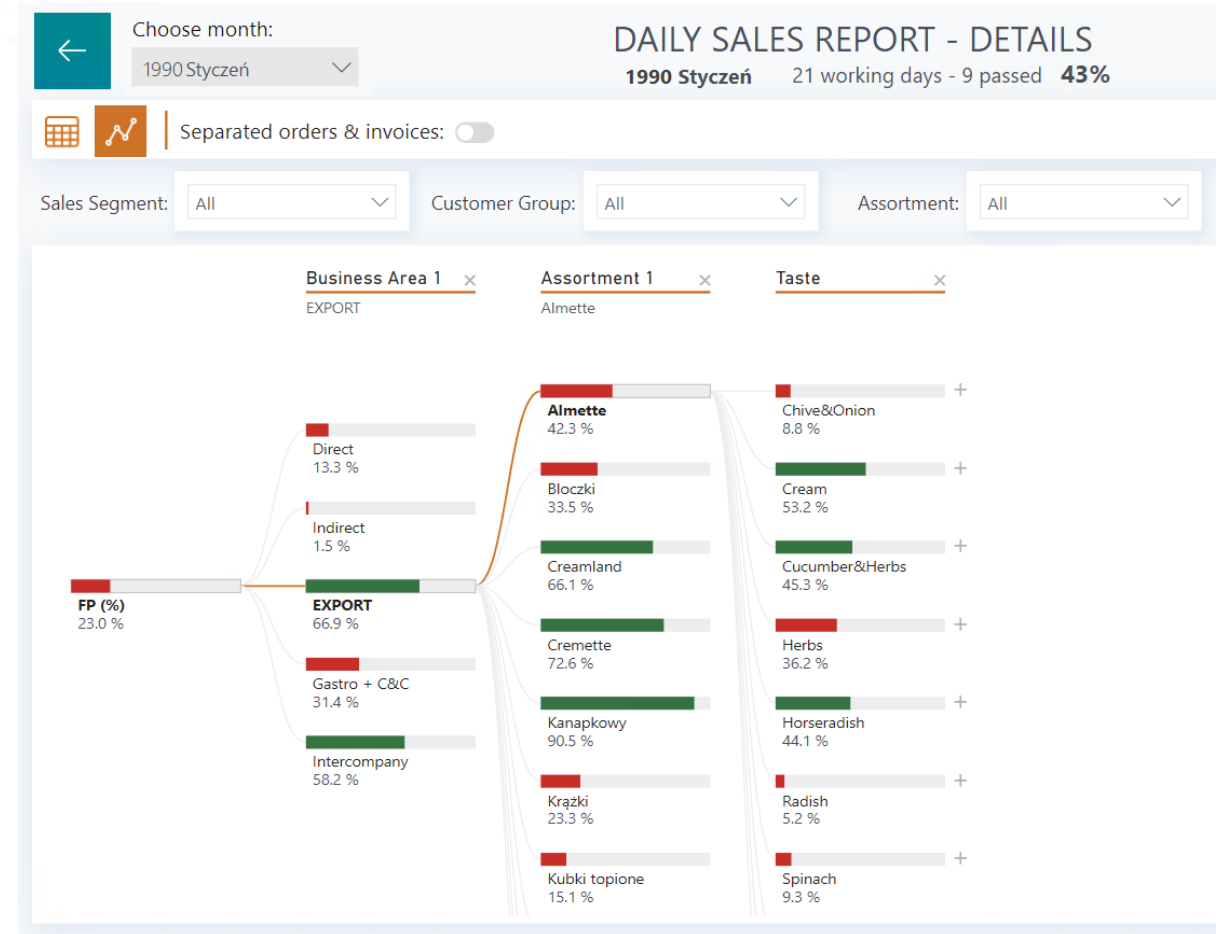 Choose month:
1990 Styczeń
DAILY SALES REPORT - DETAILS
1990 Styczeń 21 working days - 9 passed 43%
Separated orders & invoices:
Sales Segment: All Customer Group: All Assortment: All
Business Area 1
EXPORT
Assortment 1
Almette
Taste
FP (%)
23.0 %
Direct
13.3 %
Indirect
1.5 %
EXPORT
66.9 %
Gastro + C&C
31.4 %
Intercompany
58.2 %
Almette
42.3 %
Bloczki
33.5 %
Creamland
66.1 %
Cremette
72.6 %
Kanapkowy
90.5 %
Krążki
23.3 %
Kubki topione
15.1 %
Chive&Onion
8.8 %
Cream
53.2 %
Cucumber&Herbs
45.3 %
Herbs
36.2 %
Horseradish
44.1 %
Radish
5.2 %
Spinach
9.3 %